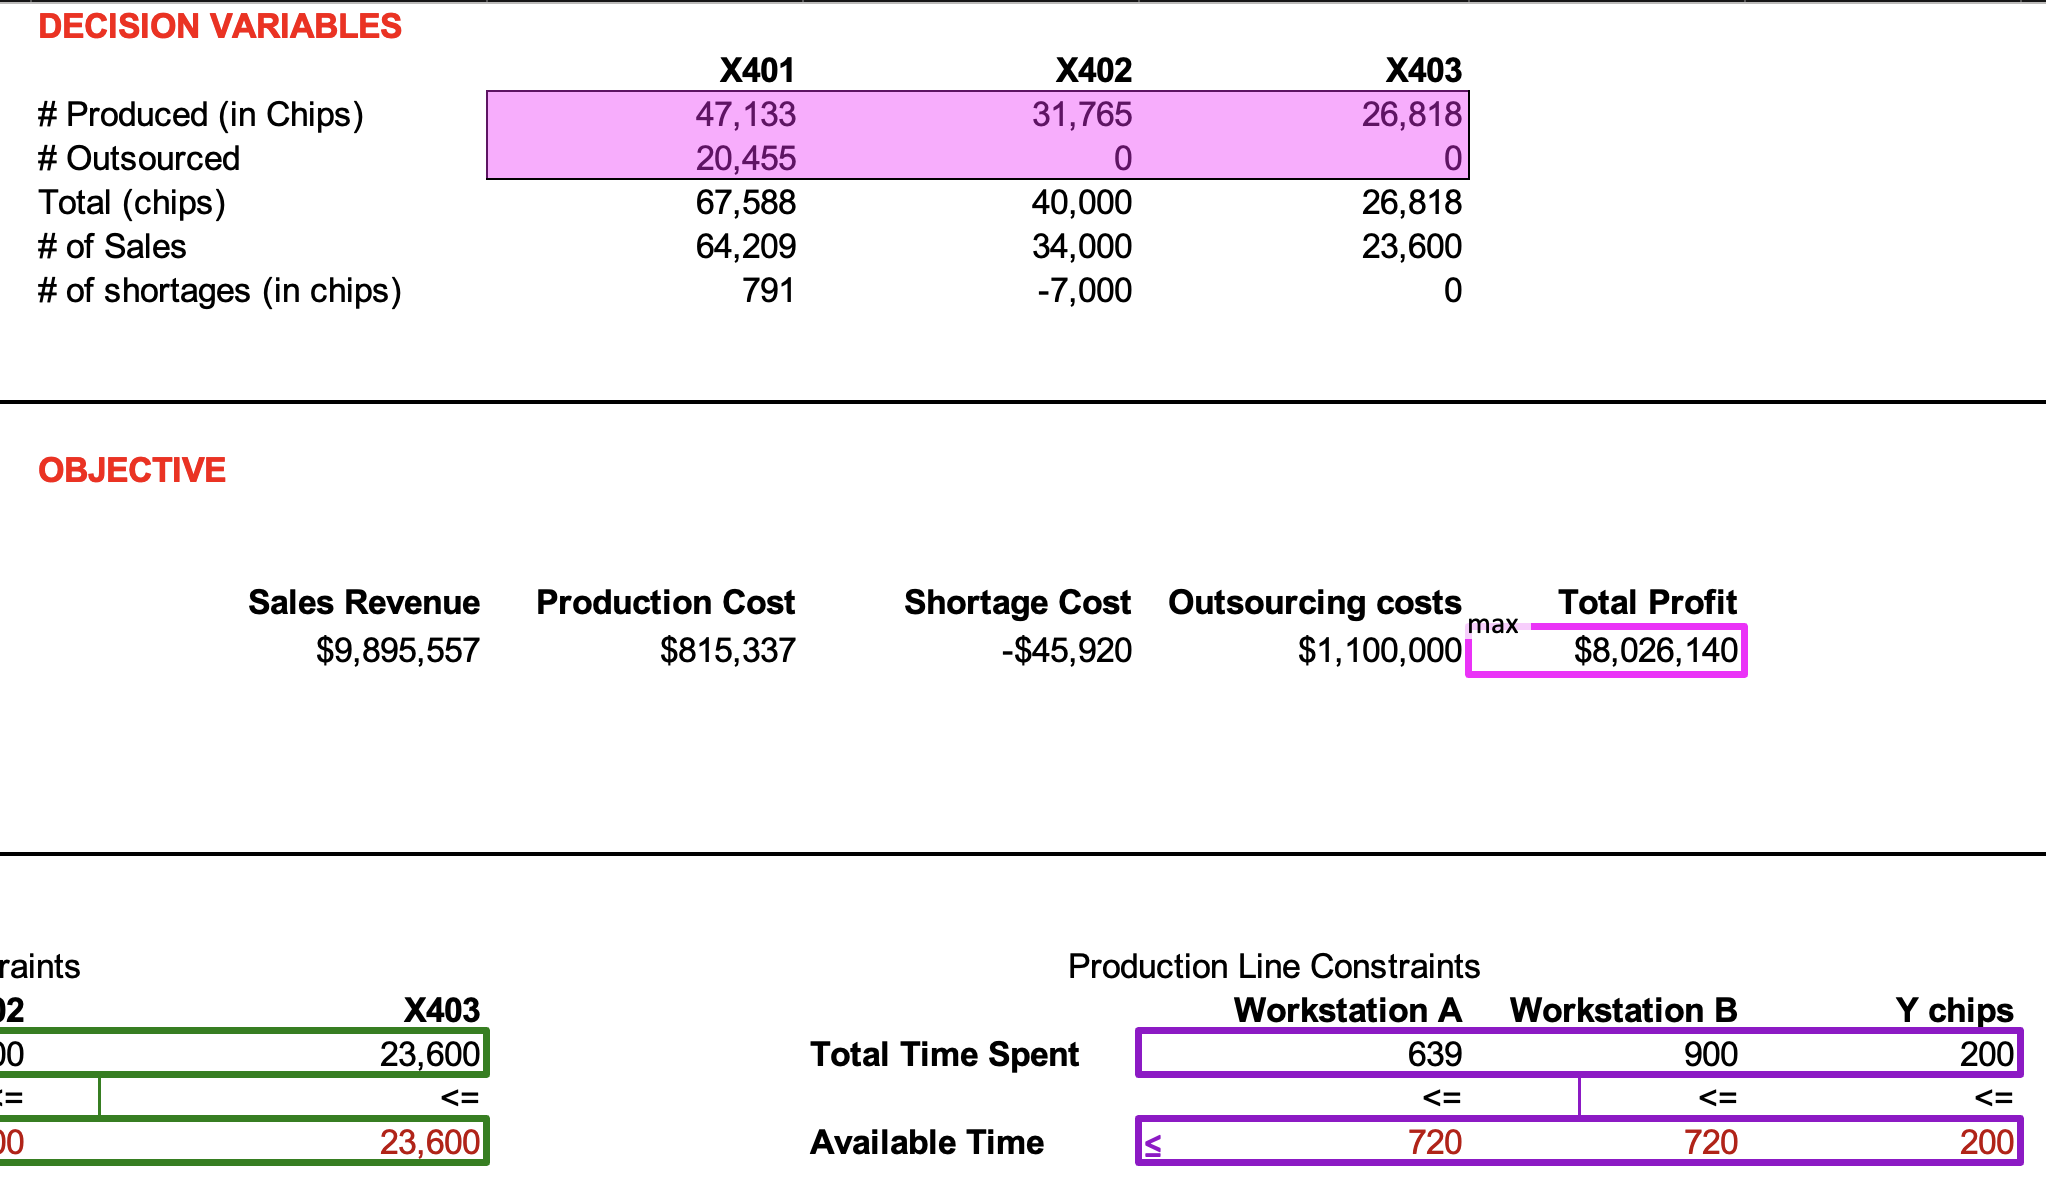 DECISION VARIABLES
X401 X402 X403
# Produced (in Chips) 47,133 31,765 26,818
# Outsourced 20,455 0 0
Total (chips) 67,588 40,000 26,818
# of Sales 64,209 34,000 23,600
# of shortages (in chips) 791 -7,000 0
OBJECTIVE
Sales Revenue Production Cost Shortage Cost Outsourcing costs Total Profit
max
$9,895,557 $815,337 -$45,920 $1,100,000 $8,026,140
raints Production Line Constraints
02 X403 Workstation A Workstation B Y chips
00 23,600 Total Time Spent 639 900 200
<= <= <= <= <=
00 23,600 Available Time ≤ 720 720 200